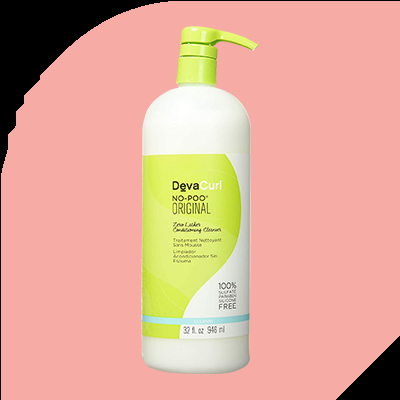 DevaCurl
NO-POO®
ORIGINAL
Zero Lather
Conditioning Cleanser
Traitement Nettoyant
Sans Mousse
Limpiador
Acondicionador Sin
Espuma
100%
SULFATE
PARABEN
SILICONE
FREE
32 fl. oz 946 ml